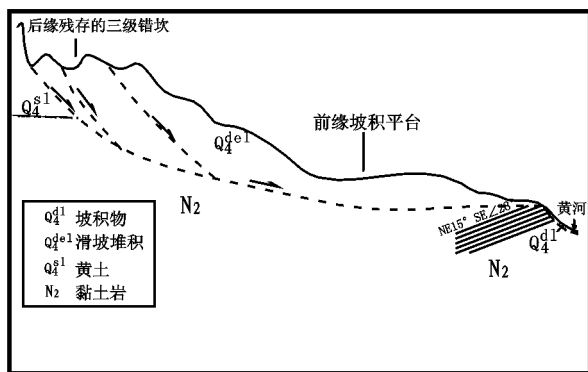 后缘残存的三级错坎
Q₄ˢˡ
前缘坡积平台
Q₄ᵈᵉˡ
N₂
NE15° SE∠28
黄河
Q₄ᵈˡ
N₂
Q₄ᵈˡ 坡积物
Q₄ᵈᵉˡ 滑坡堆积
Q₄ˢˡ 黄土
N₂ 黏土岩